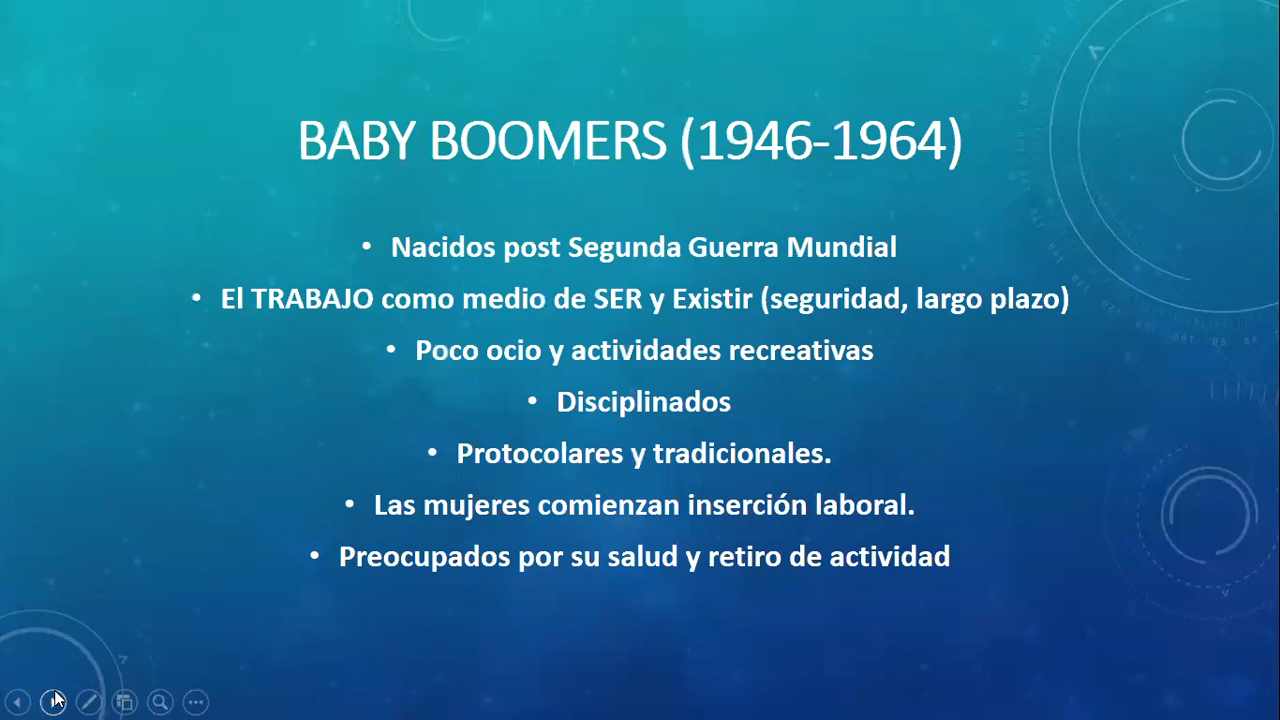 BABY BOOMERS (1946-1964)
• Nacidos post Segunda Guerra Mundial
• El TRABAJO como medio de SER y Existir (seguridad, largo plazo)
• Poco ocio y actividades recreativas
• Disciplinados
• Protocolares y tradicionales.
• Las mujeres comienzan inserción laboral.
• Preocupados por su salud y retiro de actividad